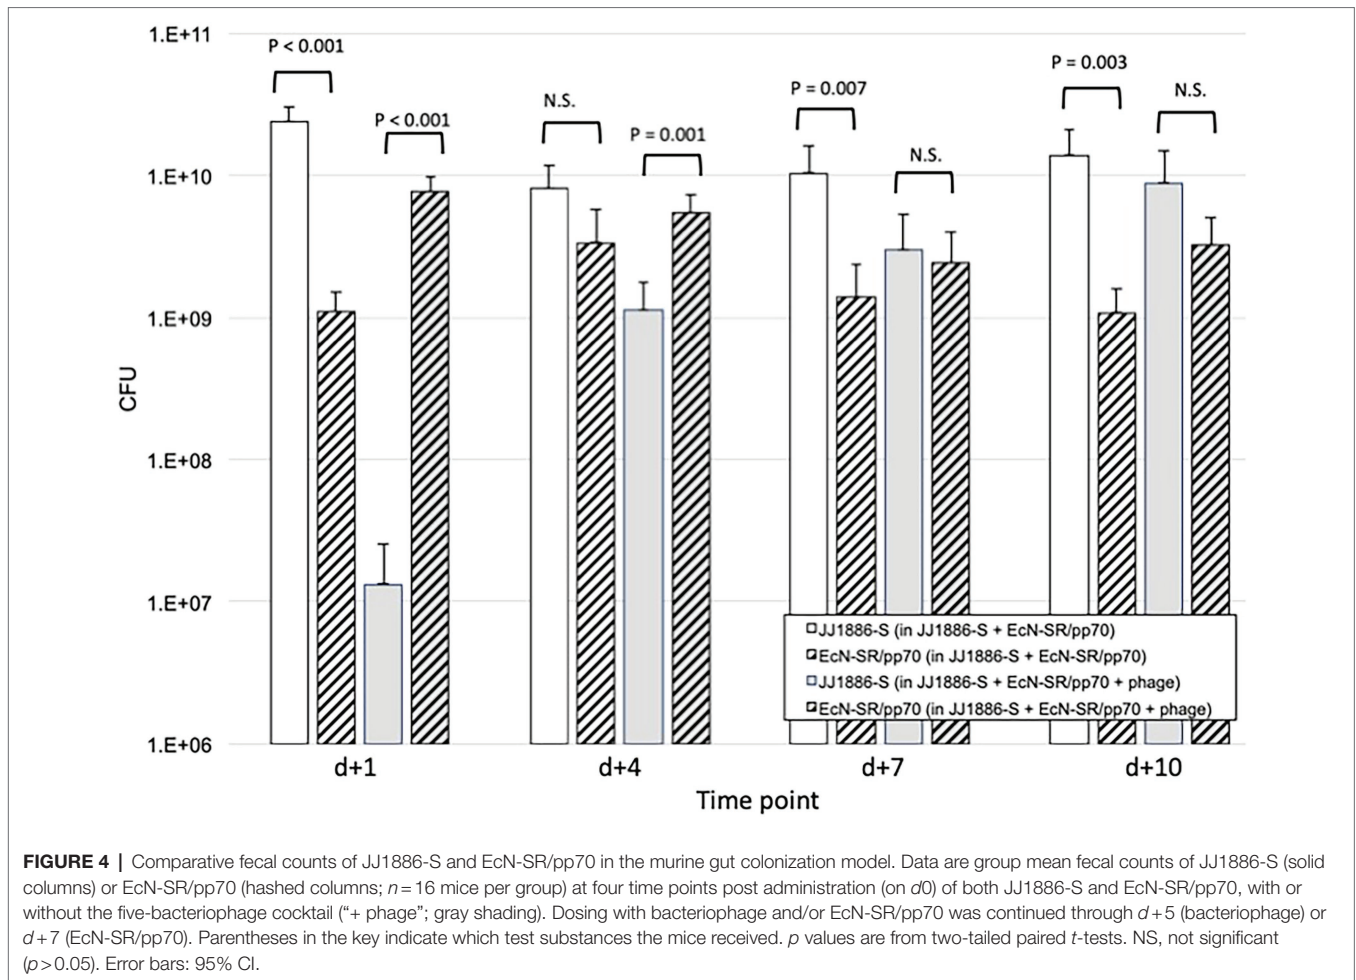 1.E+11
P < 0.001
P < 0.001
N.S.
P = 0.001
P = 0.007
N.S.
P = 0.003
N.S.
1.E+10
1.E+09
1.E+08
1.E+07
1.E+06
CFU
JJ1886-S (in JJ1886-S + EcN-SR/pp70)
EcN-SR/pp70 (in JJ1886-S + EcN-SR/pp70)
JJ1886-S (in JJ1886-S + EcN-SR/pp70 + phage)
EcN-SR/pp70 (in JJ1886-S + EcN-SR/pp70 + phage)
d+1 d+4 d+7 d+10
Time point
FIGURE 4 | Comparative fecal counts of JJ1886-S and EcN-SR/pp70 in the murine gut colonization model. Data are group mean fecal counts of JJ1886-S (solid
columns) or EcN-SR/pp70 (hashed columns; n = 16 mice per group) at four time points post administration (on d0) of both JJ1886-S and EcN-SR/pp70, with or
without the five-bacteriophage cocktail (“+ phage”; gray shading). Dosing with bacteriophage and/or EcN-SR/pp70 was continued through d + 5 (bacteriophage) or
d + 7 (EcN-SR/pp70). Parentheses in the key indicate which test substances the mice received. p values are from two-tailed paired t-tests. NS, not significant
(p > 0.05). Error bars: 95% CI.